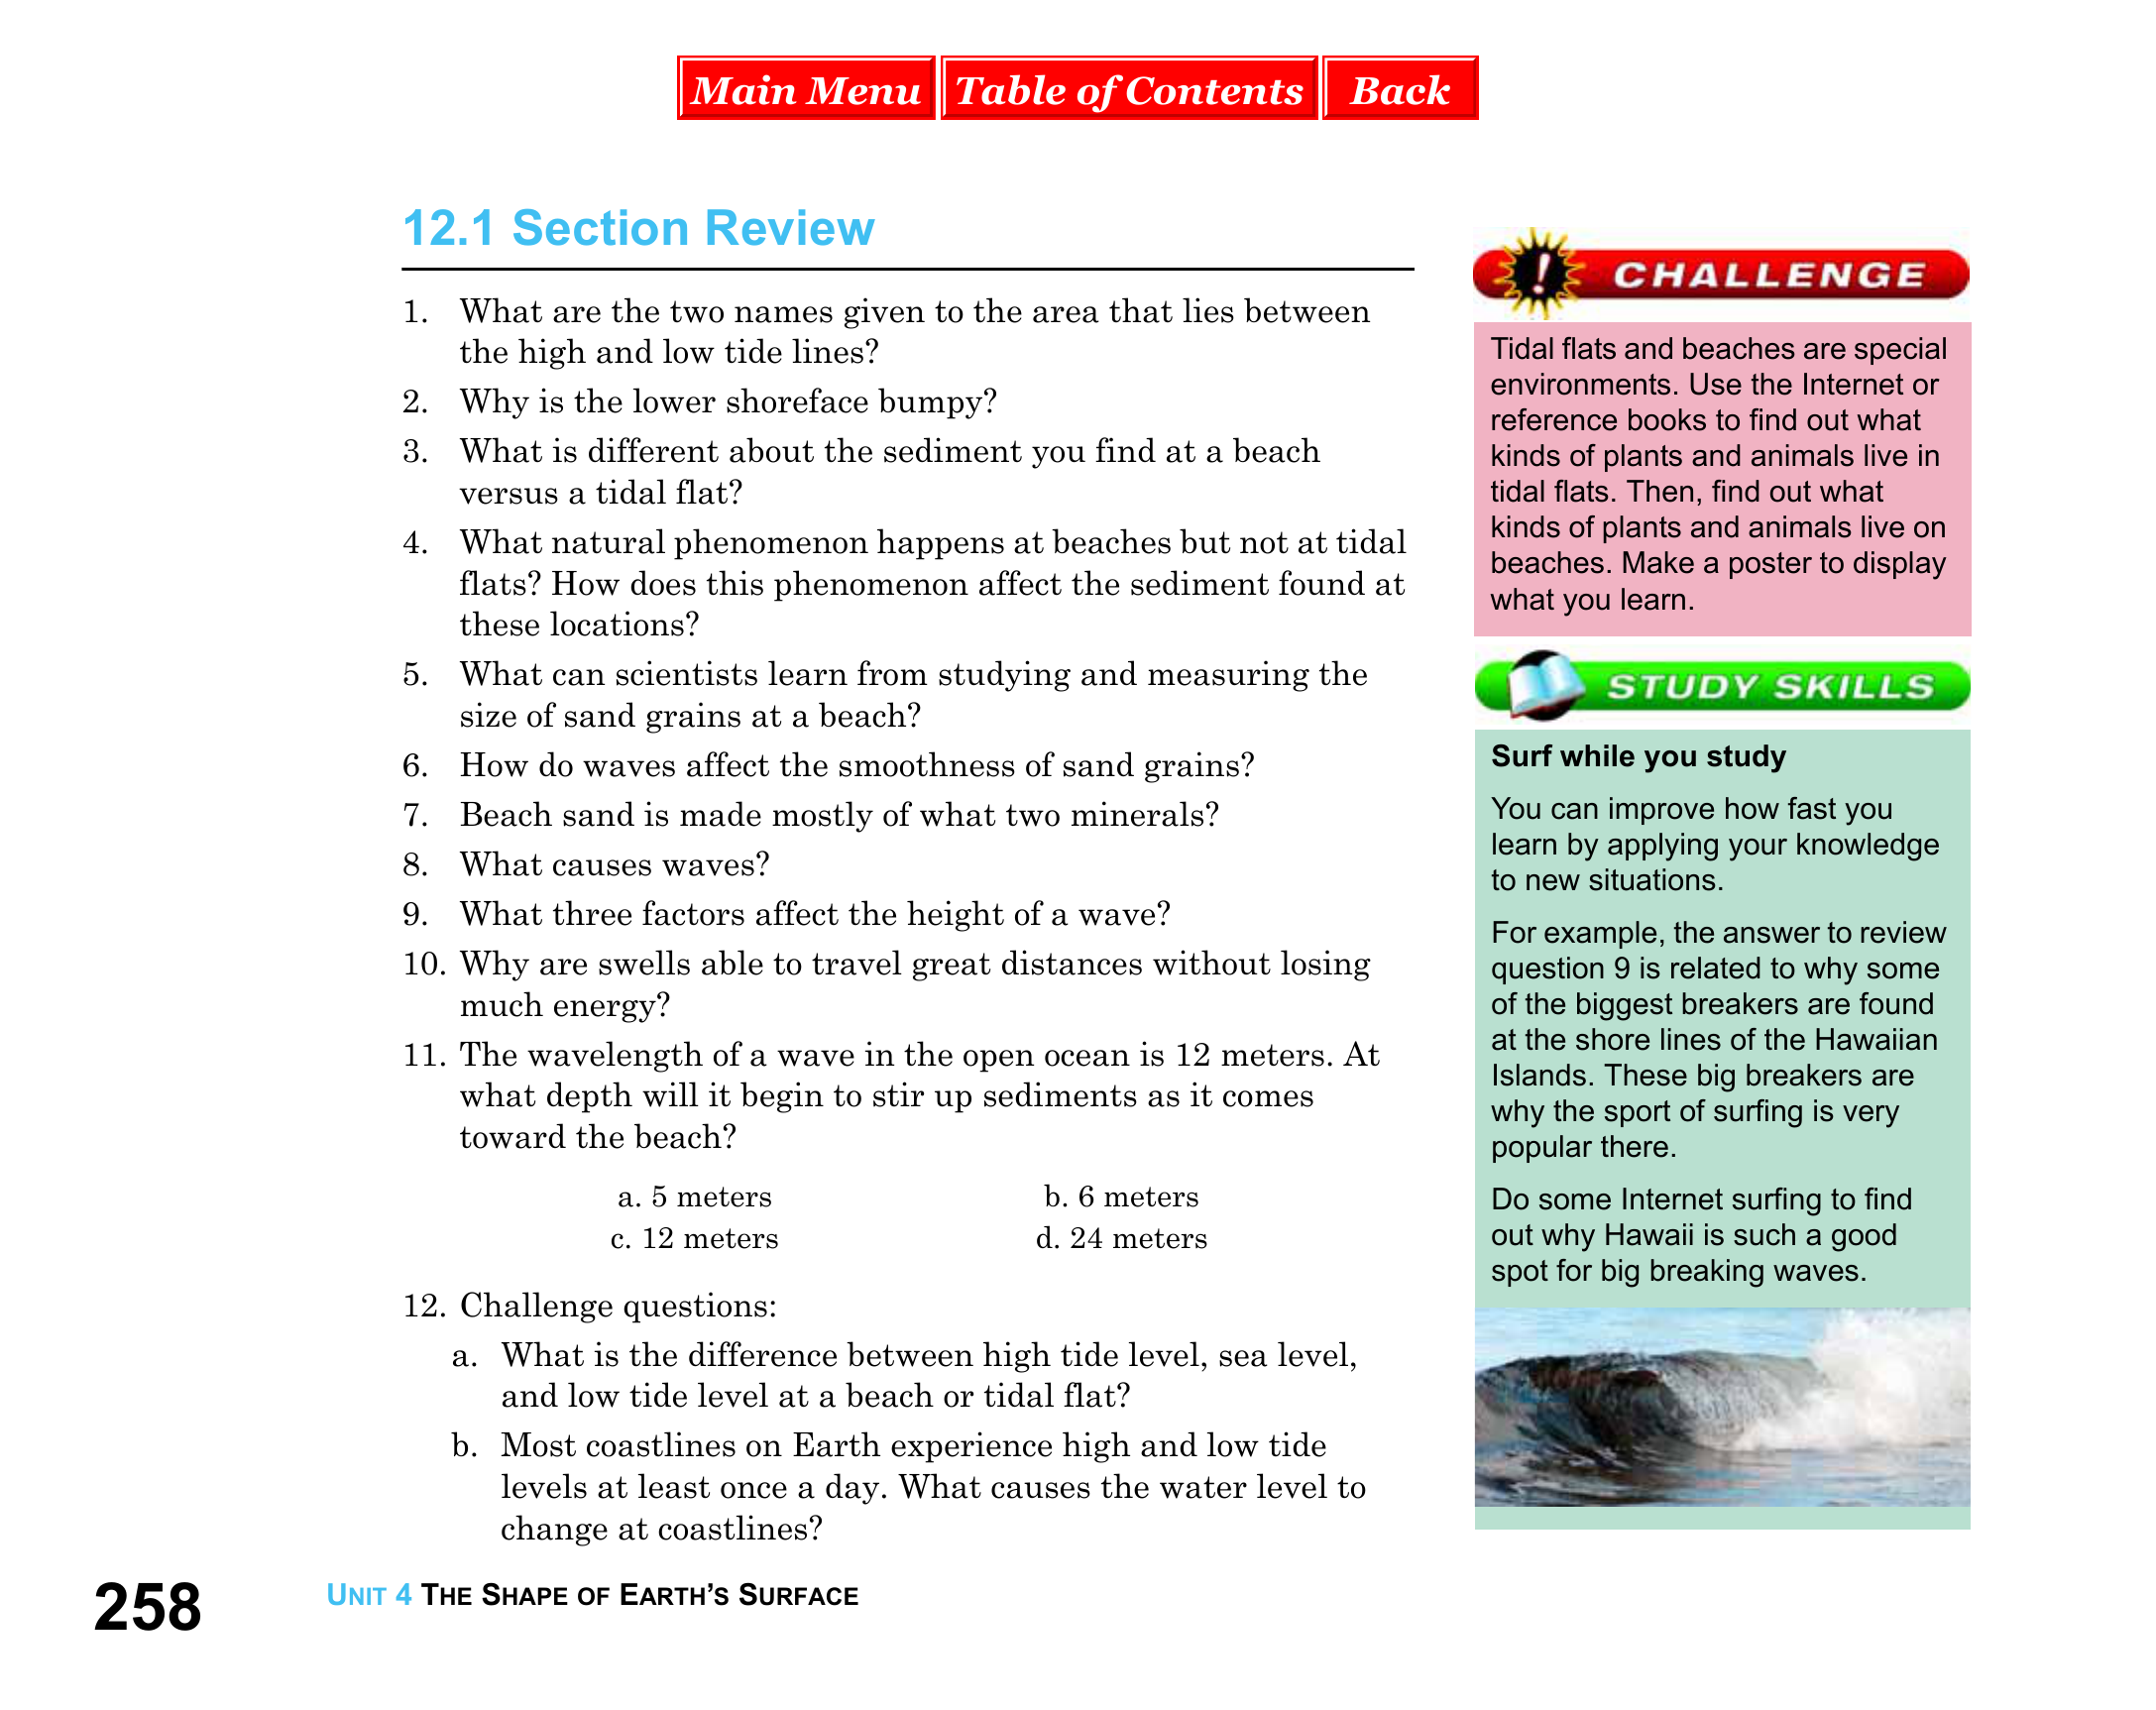 Main Menu Table of Contents Back
12.1 Section Review
1. What are the two names given to the area that lies between
the high and low tide lines?
2. Why is the lower shoreface bumpy?
3. What is different about the sediment you find at a beach
versus a tidal flat?
4. What natural phenomenon happens at beaches but not at tidal
flats? How does this phenomenon affect the sediment found at
these locations?
5. What can scientists learn from studying and measuring the
size of sand grains at a beach?
6. How do waves affect the smoothness of sand grains?
7. Beach sand is made mostly of what two minerals?
8. What causes waves?
9. What three factors affect the height of a wave?
10. Why are swells able to travel great distances without losing
much energy?
11. The wavelength of a wave in the open ocean is 12 meters. At
what depth will it begin to stir up sediments as it comes
toward the beach?
a. 5 meters b. 6 meters
c. 12 meters d. 24 meters
12. Challenge questions:
a. What is the difference between high tide level, sea level,
and low tide level at a beach or tidal flat?
b. Most coastlines on Earth experience high and low tide
levels at least once a day. What causes the water level to
change at coastlines?
! CHALLENGE
Tidal flats and beaches are special
environments. Use the Internet or
reference books to find out what
kinds of plants and animals live in
tidal flats. Then, find out what
kinds of plants and animals live on
beaches. Make a poster to display
what you learn.
STUDY SKILLS
Surf while you study
You can improve how fast you
learn by applying your knowledge
to new situations.
For example, the answer to review
question 9 is related to why some
of the biggest breakers are found
at the shore lines of the Hawaiian
Islands. These big breakers are
why the sport of surfing is very
popular there.
Do some Internet surfing to find
out why Hawaii is such a good
spot for big breaking waves.
258 UNIT 4 THE SHAPE OF EARTH'S SURFACE